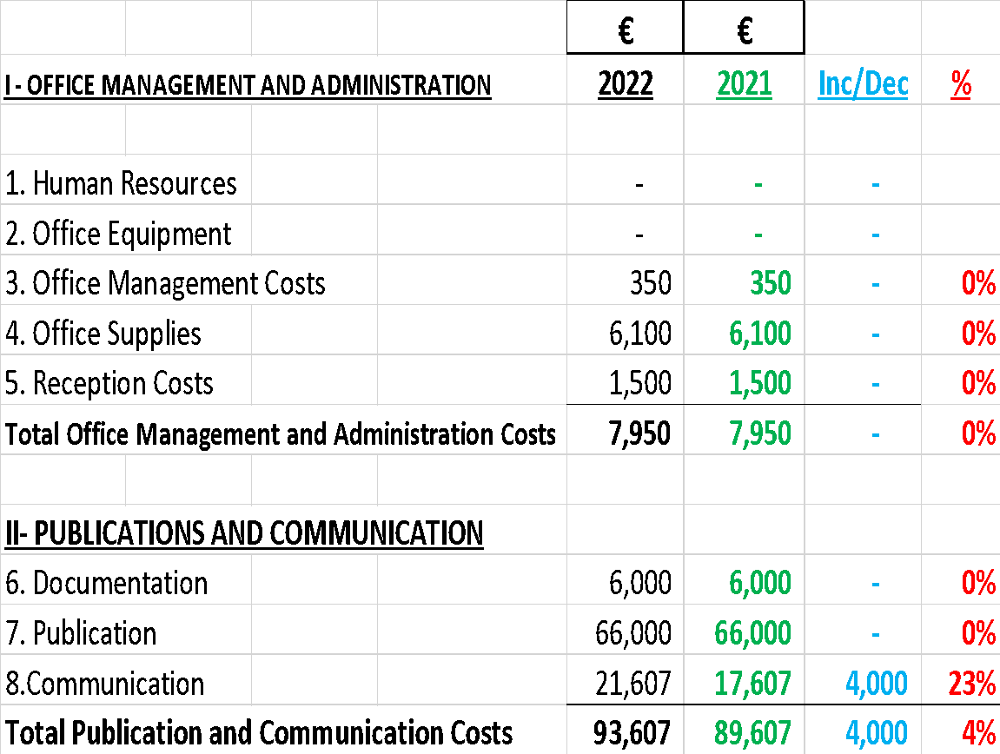 € €
I - OFFICE MANAGEMENT AND ADMINISTRATION 2022 2021 Inc/Dec %
1. Human Resources - - -
2. Office Equipment - - -
3. Office Management Costs 350 350 - 0%
4. Office Supplies 6,100 6,100 - 0%
5. Reception Costs 1,500 1,500 - 0%
Total Office Management and Administration Costs 7,950 7,950 - 0%
II- PUBLICATIONS AND COMMUNICATION
6. Documentation 6,000 6,000 - 0%
7. Publication 66,000 66,000 - 0%
8.Communication 21,607 17,607 4,000 23%
Total Publication and Communication Costs 93,607 89,607 4,000 4%